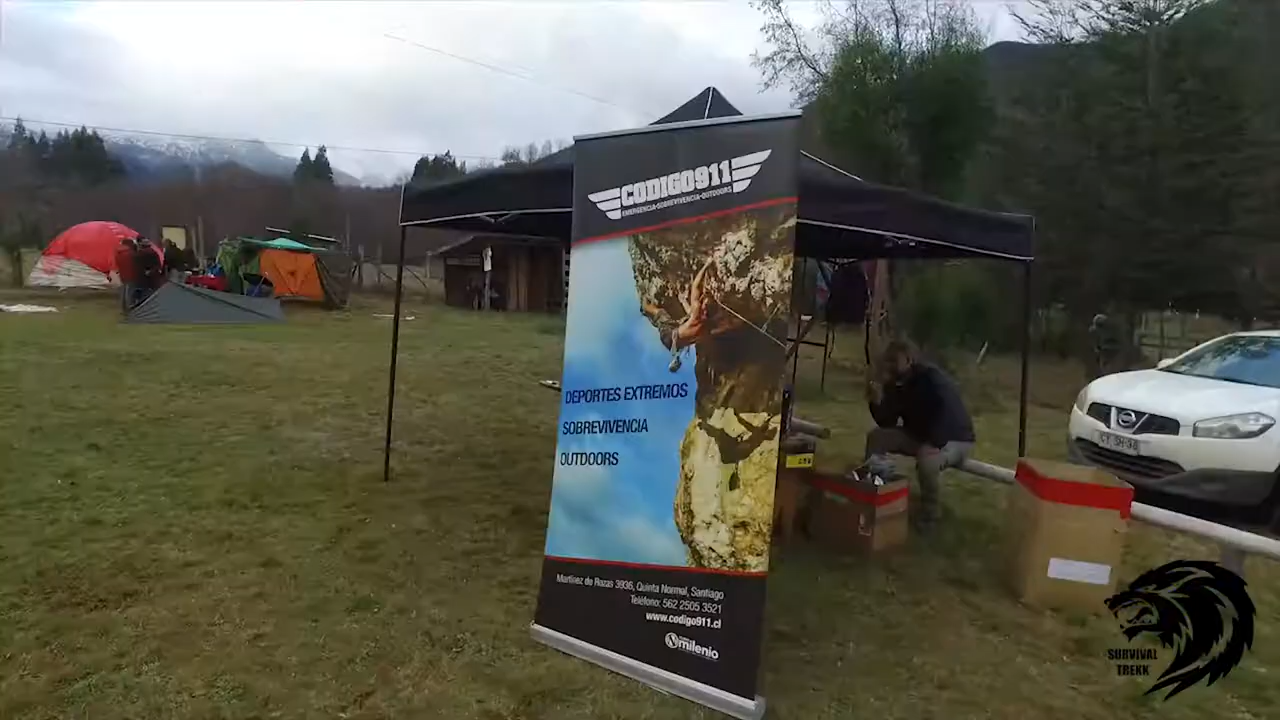 CODIGO911
EMERGENCIA-SOBREVIVENCIA-OUTDOORS
DEPORTES EXTREMOS
SOBREVIVENCIA
OUTDOORS
Martinez de Rozas 3936, Quinta Normal, Santiago
Teléfono: 562 2505 3521
www.codigo911.cl
milenio
SURVIVAL
TREKK